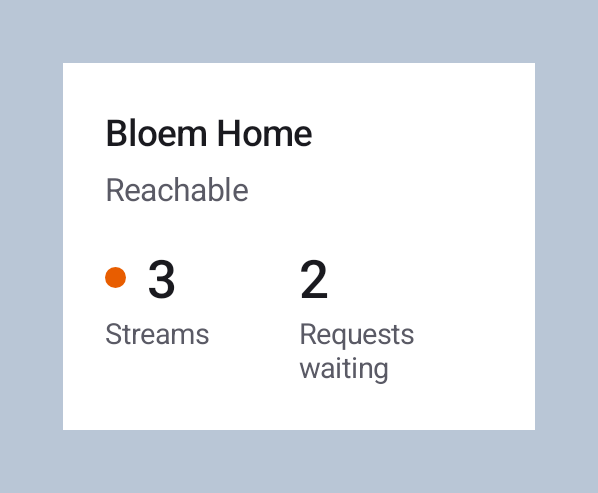 Bloem Home
Reachable
3
2
Streams
Requests
waiting